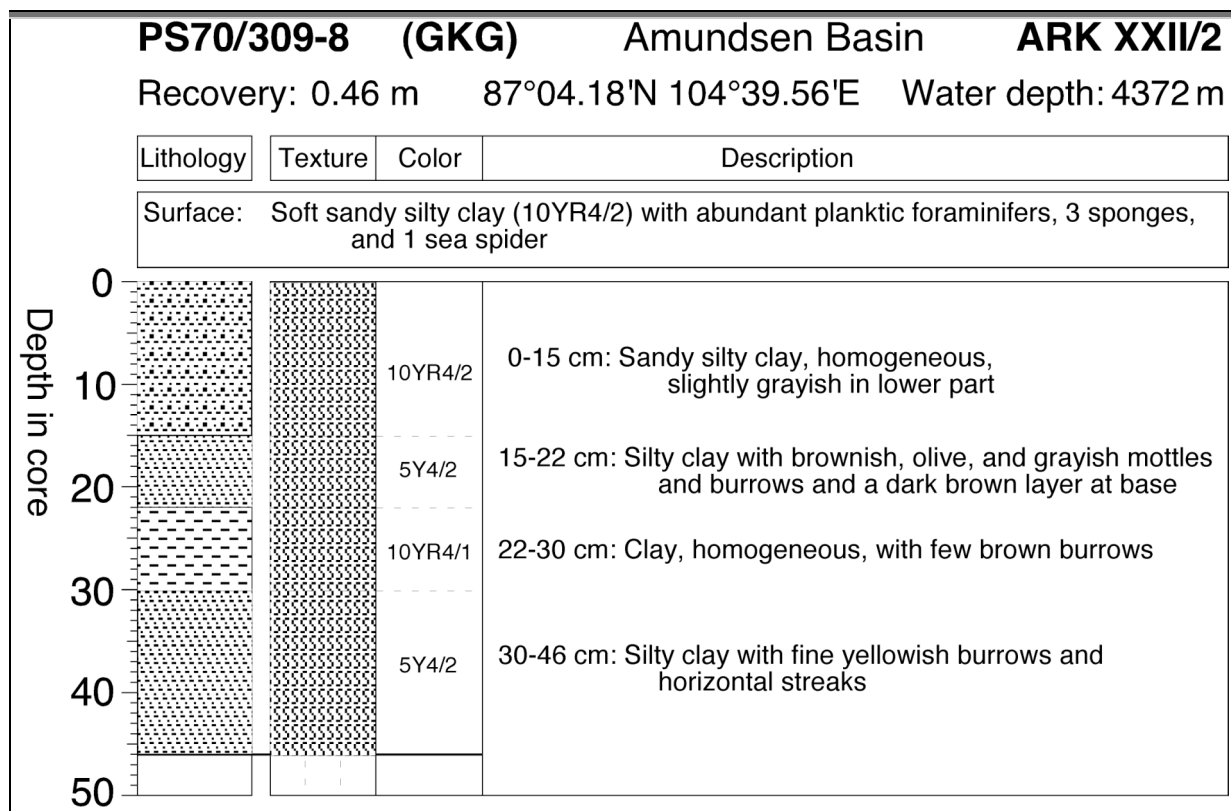 PS70/309-8 (GKG) Amundsen Basin ARK XXII/2
Recovery: 0.46 m 87°04.18'N 104°39.56'E Water depth: 4372 m
Lithology Texture Color Description
Surface: Soft sandy silty clay (10YR4/2) with abundant planktic foraminifers, 3 sponges,
and 1 sea spider
Depth in core
0
10
20
30
40
50
10YR4/2
5Y4/2
10YR4/1
5Y4/2
0-15 cm: Sandy silty clay, homogeneous,
slightly grayish in lower part
15-22 cm: Silty clay with brownish, olive, and grayish mottles
and burrows and a dark brown layer at base
22-30 cm: Clay, homogeneous, with few brown burrows
30-46 cm: Silty clay with fine yellowish burrows and
horizontal streaks